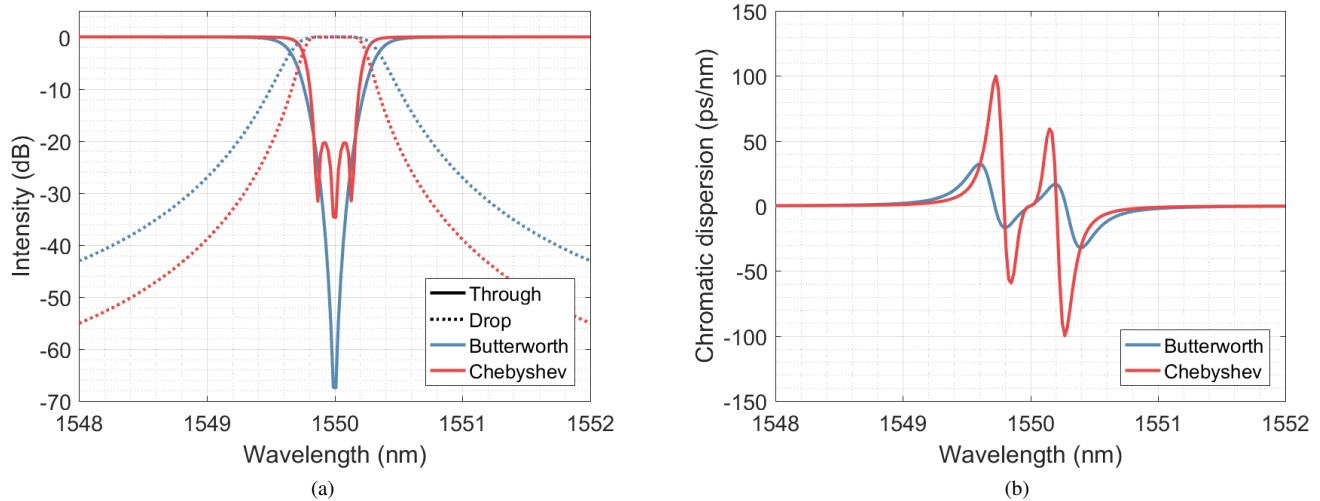 Intensity (dB)
0
-10
-20
-30
-40
-50
-60
-70
1548
1549
1550
1551
1552
Wavelength (nm)
Through
Drop
Butterworth
Chebyshev
(a)
Chromatic dispersion (ps/nm)
150
100
50
0
-50
-100
-150
1548
1549
1550
1551
1552
Wavelength (nm)
Butterworth
Chebyshev
(b)